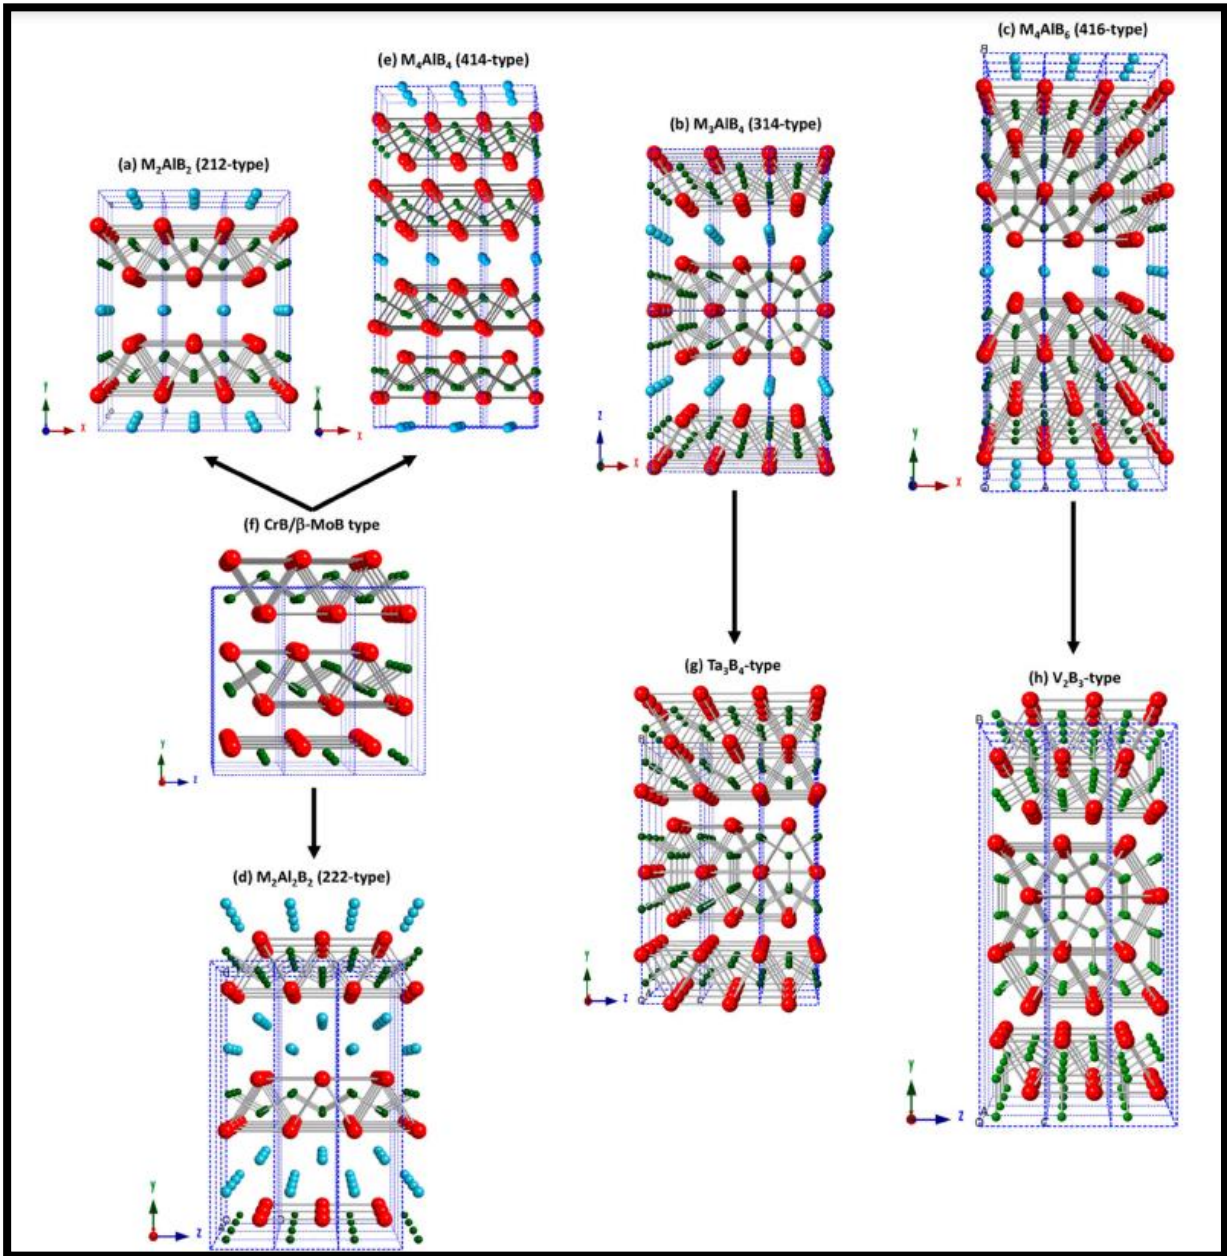 (c) M₄AlB₆ (416-type)
(e) M₄AlB₄ (414-type)
(b) M₃AlB₄ (314-type)
(a) M₂AlB₂ (212-type)
Y
X
Y
X
Z
X
Y
X
(f) CrB/β-MoB type
Y
Z
(g) Ta₃B₄-type
(h) V₂B₃-type
(d) M₂Al₂B₂ (222-type)
Y
Z
Y
Z
Y
Z